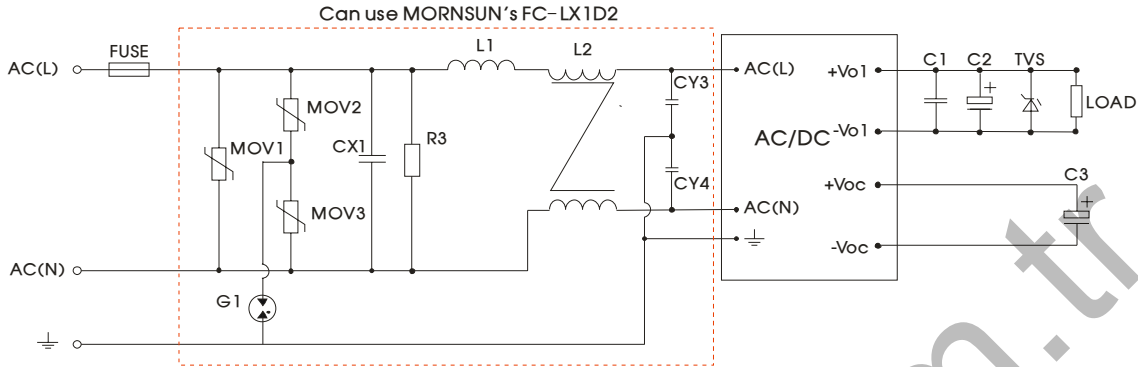 Can use MORNSUN's FC-LX1D2
FUSE
L1
L2
C1
C2
TVS
AC(L)
AC(L)
+Vo1
+
CY3
MOV2
LOAD
MOV1
CX1
R3
AC/DC
-Vo1
CY4
+Voc
C3
MOV3
AC(N)
+
-Voc
AC(N)
G1
m.tr